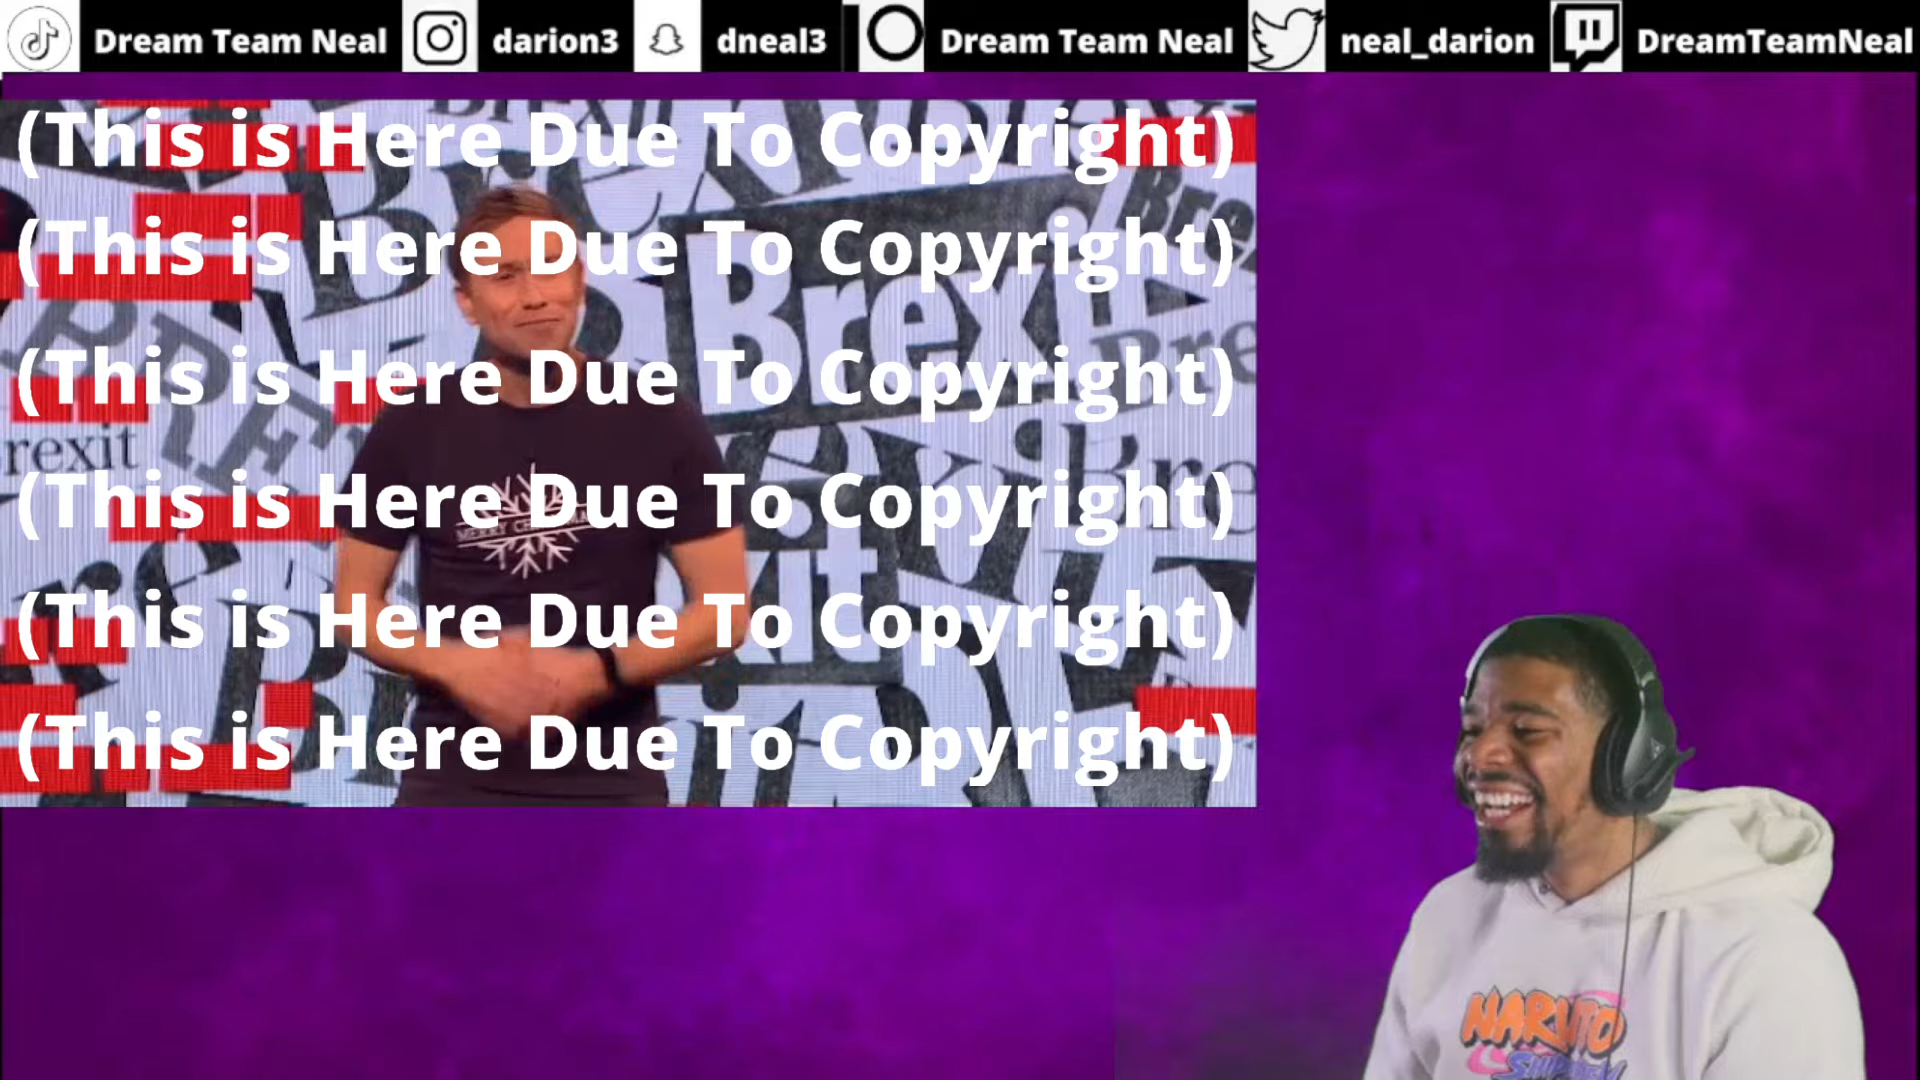 Dream Team Neal darion3 dneal3 Dream Team Neal neal_darion DreamTeamNeal
(This is Here Due To Copyright)
(This is Here Due To Copyright)
Brexit
(This is Here Due To Copyright)
rexit
(This is Here Due To Copyright)
MERRY
(This is Here Due To Copyright)
(This is Here Due To Copyright)
NARUTO